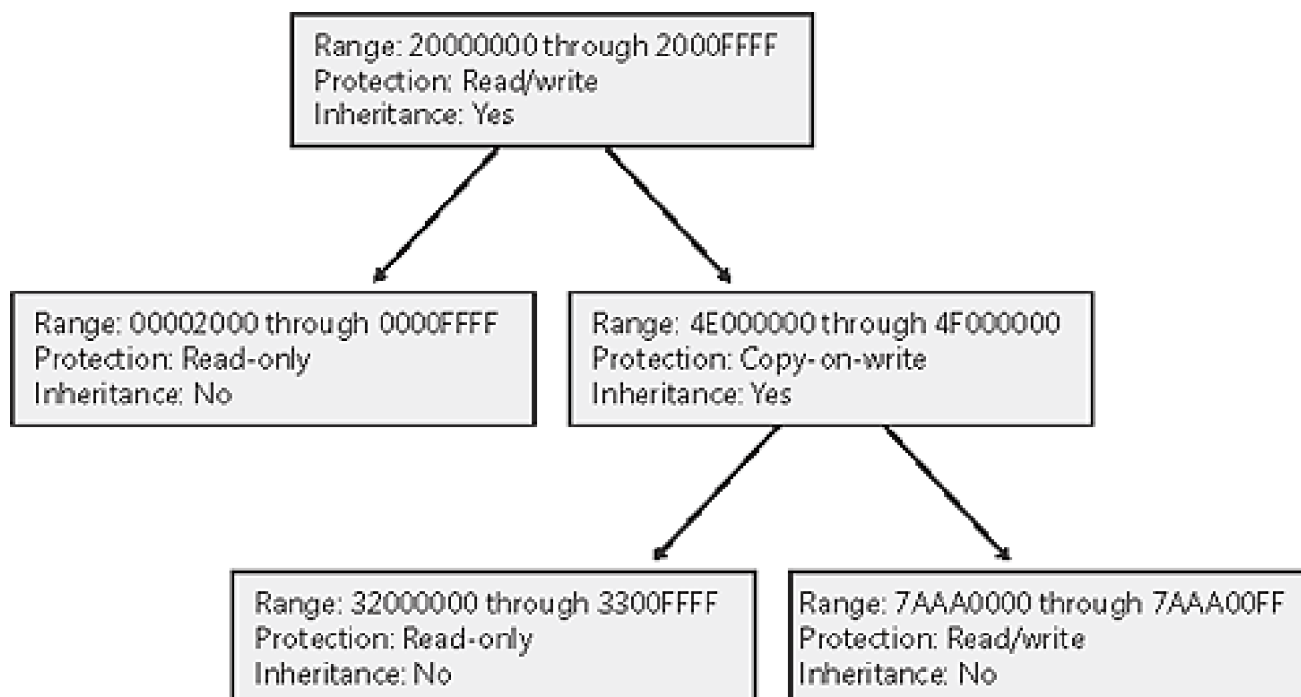 Range: 20000000 through 2000FFFF
Protection: Read/write
Inheritance: Yes
Range: 00002000 through 0000FFFF
Protection: Read-only
Inheritance: No
Range: 4E000000 through 4F000000
Protection: Copy-on-write
Inheritance: Yes
Range: 32000000 through 3300FFFF
Protection: Read-only
Inheritance: No
Range: 7AAA0000 through 7AAA00FF
Protection: Read/write
Inheritance: No